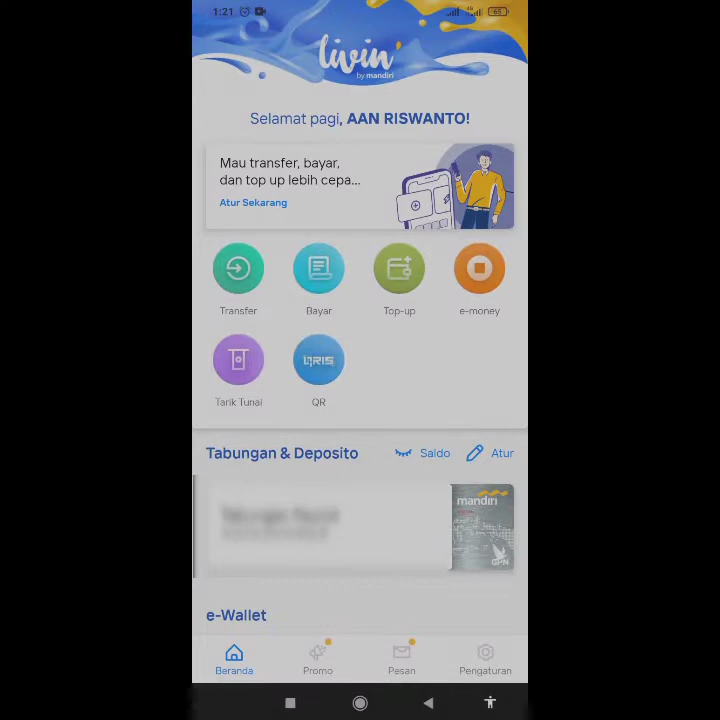 1:21
65
livin'
by mandiri
Selamat pagi, AAN RISWANTO!
Mau transfer, bayar,
dan top up lebih cepa...
Atur Sekarang
Transfer
Bayar
Top-up
e-money
QRIS
Tarik Tunai
QR
Tabungan & Deposito
Saldo
Atur
mandiri
GPN
e-Wallet
Beranda
Promo
Pesan
Pengaturan